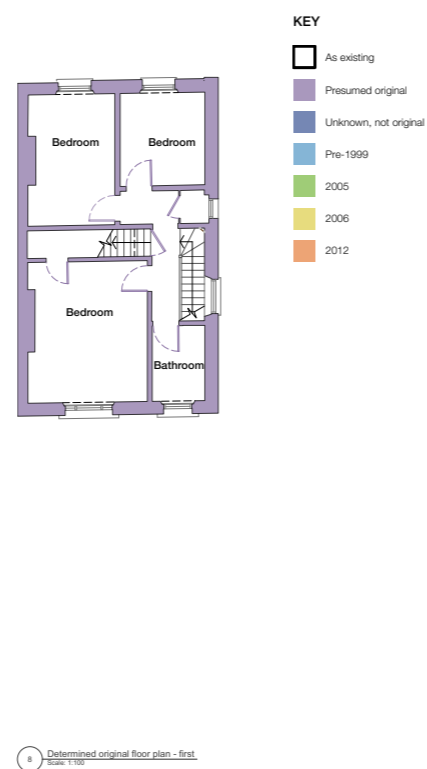 KEY
As existing
Presumed original
Unknown, not original
Pre-1999
2005
2006
2012
Bedroom
Bedroom
Bedroom
Bathroom
8
Determined original floor plan - first
Scale: 1:100